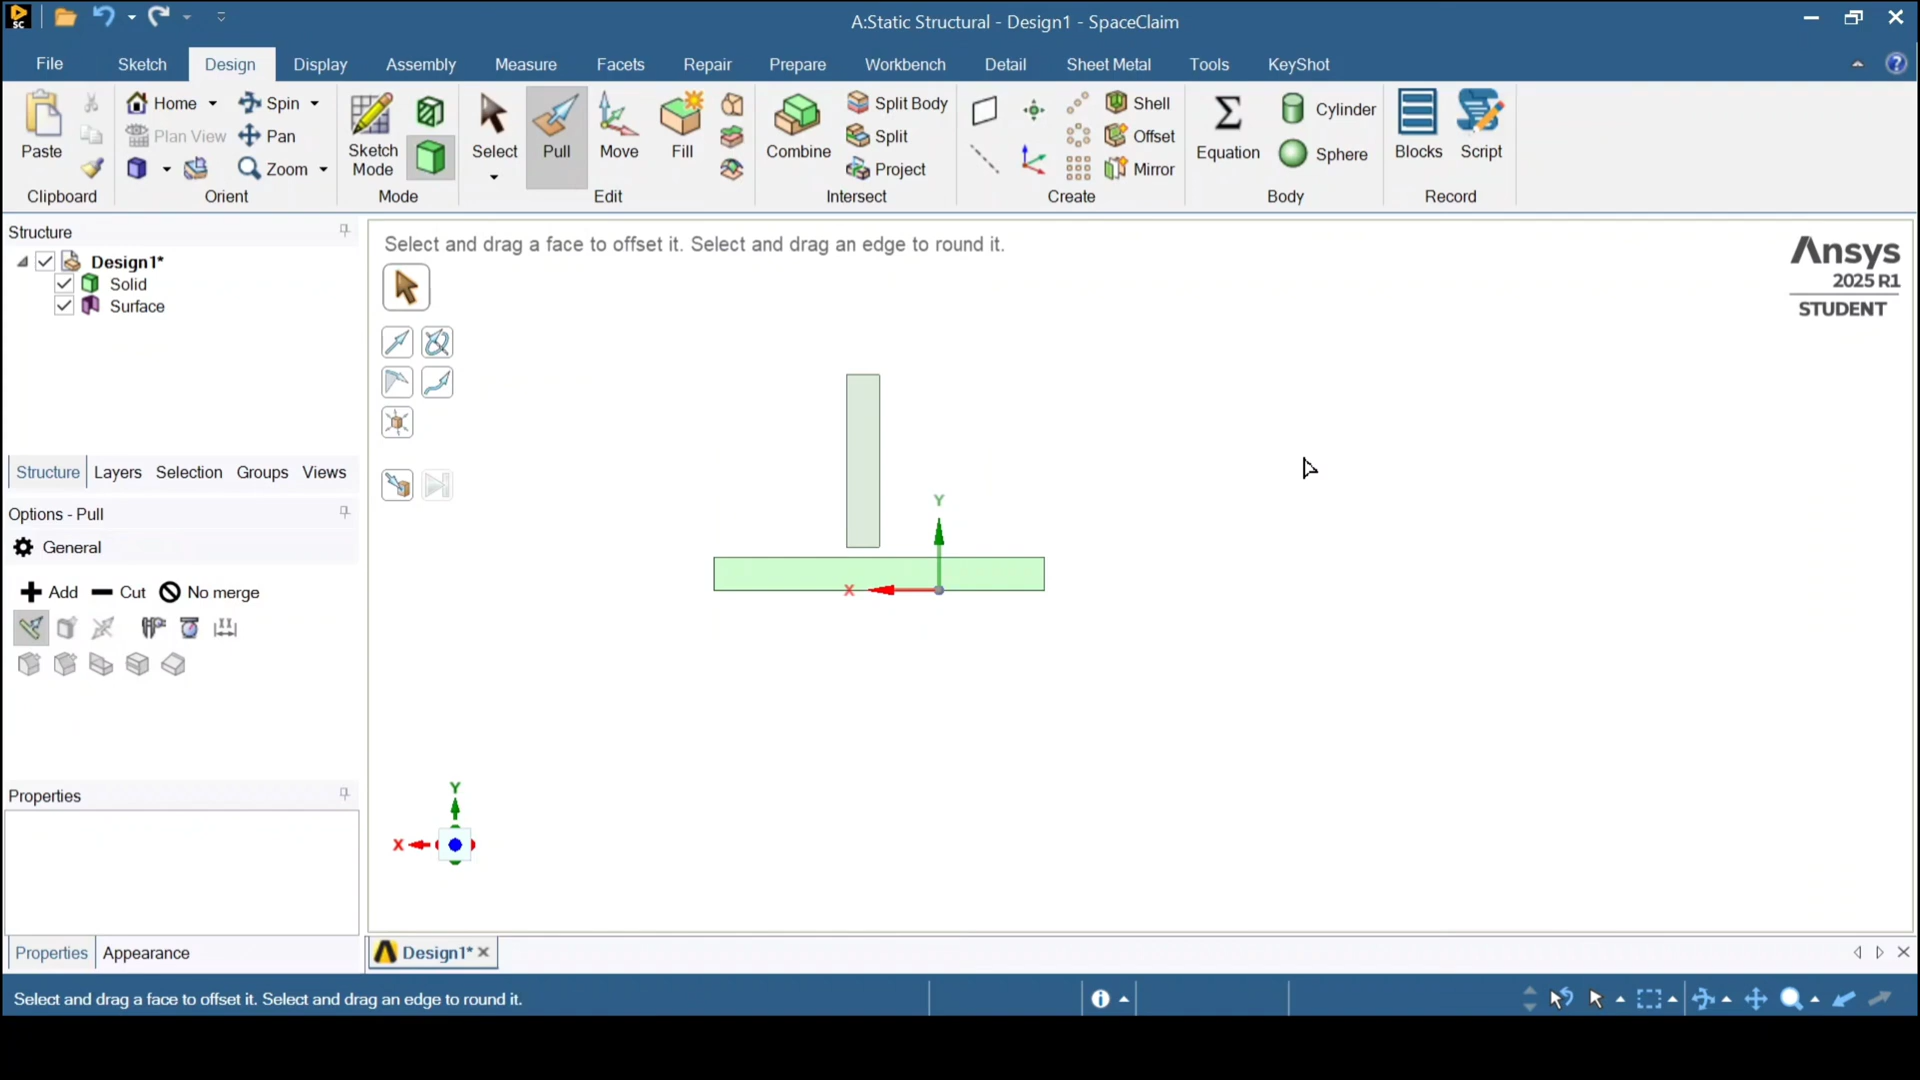 SC
A:Static Structural - Design1 - SpaceClaim
File Sketch Design Display Assembly Measure Facets Repair Prepare Workbench Detail Sheet Metal Tools KeyShot
Paste
Clipboard
Home Spin
Plan View Pan
Zoom
Orient
Sketch Mode
Mode
Select Pull Move Fill
Edit
Combine
Split Body
Split
Project
Intersect
Shell
Offset
Mirror
Create
Equation
Cylinder
Sphere
Body
Blocks Script
Record
Structure
Design1*
Solid
Surface
Structure Layers Selection Groups Views
Options - Pull
General
Add Cut No merge
Properties
Properties Appearance
Select and drag a face to offset it. Select and drag an edge to round it.
Ansys
2025 R1
STUDENT
Y
X
Y
X
Design1*
Select and drag a face to offset it. Select and drag an edge to round it.